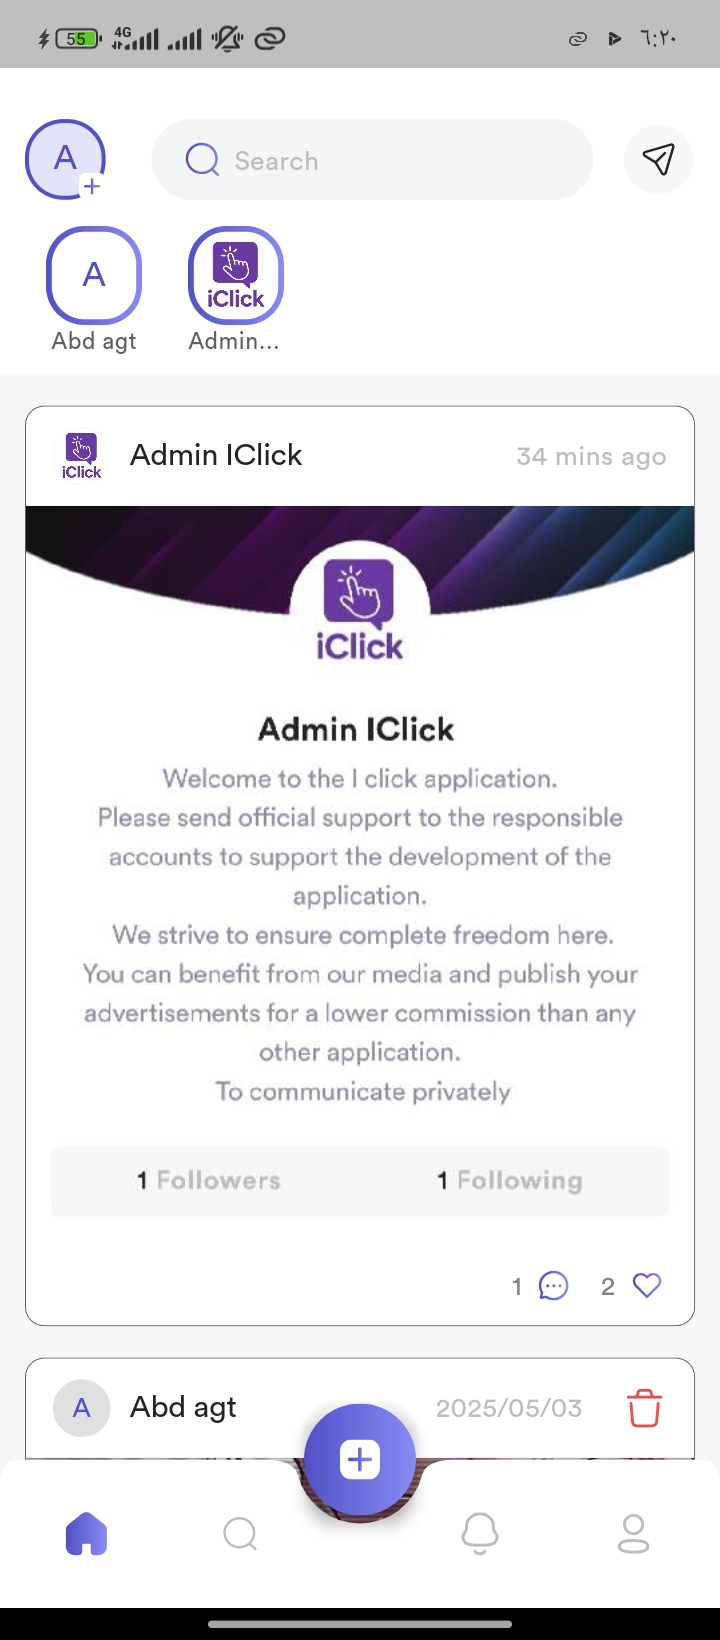 55 4G ٦:٢٠
A
Search
A
iClick
Abd agt
Admin...
iClick
Admin IClick
34 mins ago
iClick
Admin IClick
Welcome to the I click application.
Please send official support to the responsible
accounts to support the development of the
application.
We strive to ensure complete freedom here.
You can benefit from our media and publish your
advertisements for a lower commission than any
other application.
To communicate privately
1 Followers
1 Following
1
2
A
Abd agt
2025/05/03